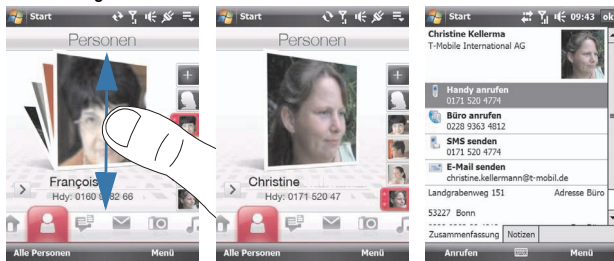 Start
Personen
François
Hdy: 0160 9 82 66
Alle Personen Menü
Start
Personen
Christine
Hdy: 0171 520 47
Alle Personen Menü
Start 09:43 ok
Christine Kellerma
T-Mobile International AG
Handy anrufen
0171 520 4774
Büro anrufen
0228 9363 4812
SMS senden
0171 520 4774
E-Mail senden
christine.kellermann@t-mobil.de
Landgrabenweg 151 Adresse Büro
53227 Bonn
Zusammenfassung Notizen
Anrufen Menü